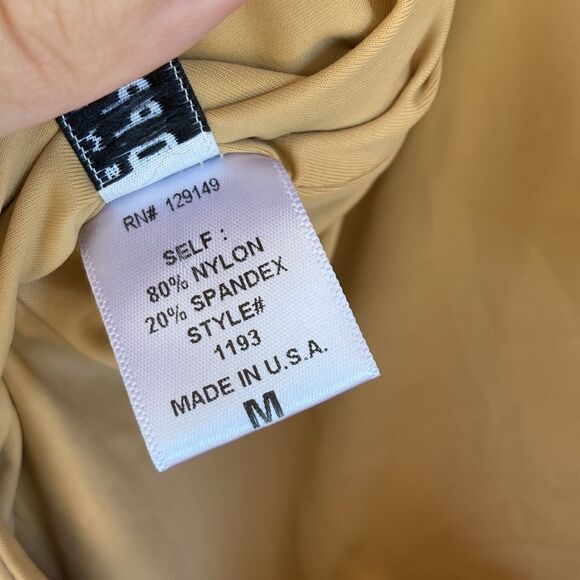 RN# 129149
SELF :
80% NYLON
20% SPANDEX
STYLE#
1193
MADE IN U.S.A.
M